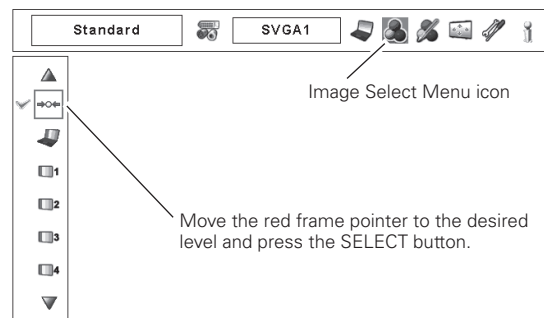 Standard
SVGA1
Image Select Menu icon
1
2
Move the red frame pointer to the desired
level and press the SELECT button.
3
4